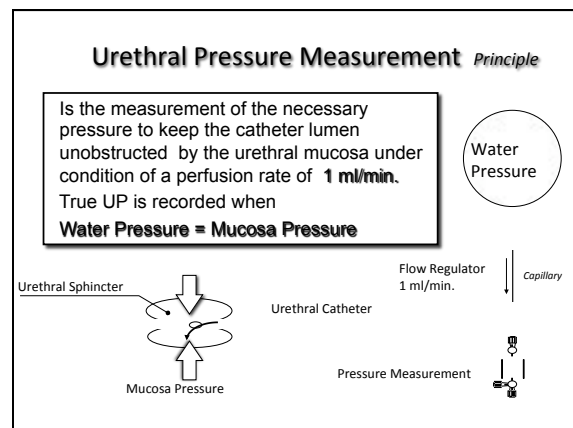 Urethral Pressure Measurement Principle
Is the measurement of the necessary
pressure to keep the catheter lumen
unobstructed by the urethral mucosa under
condition of a perfusion rate of 1 ml/min.
True UP is recorded when
Water Pressure = Mucosa Pressure
Water
Pressure
Flow Regulator
1 ml/min.
Capillary
Urethral Sphincter
Urethral Catheter
Pressure Measurement
Mucosa Pressure